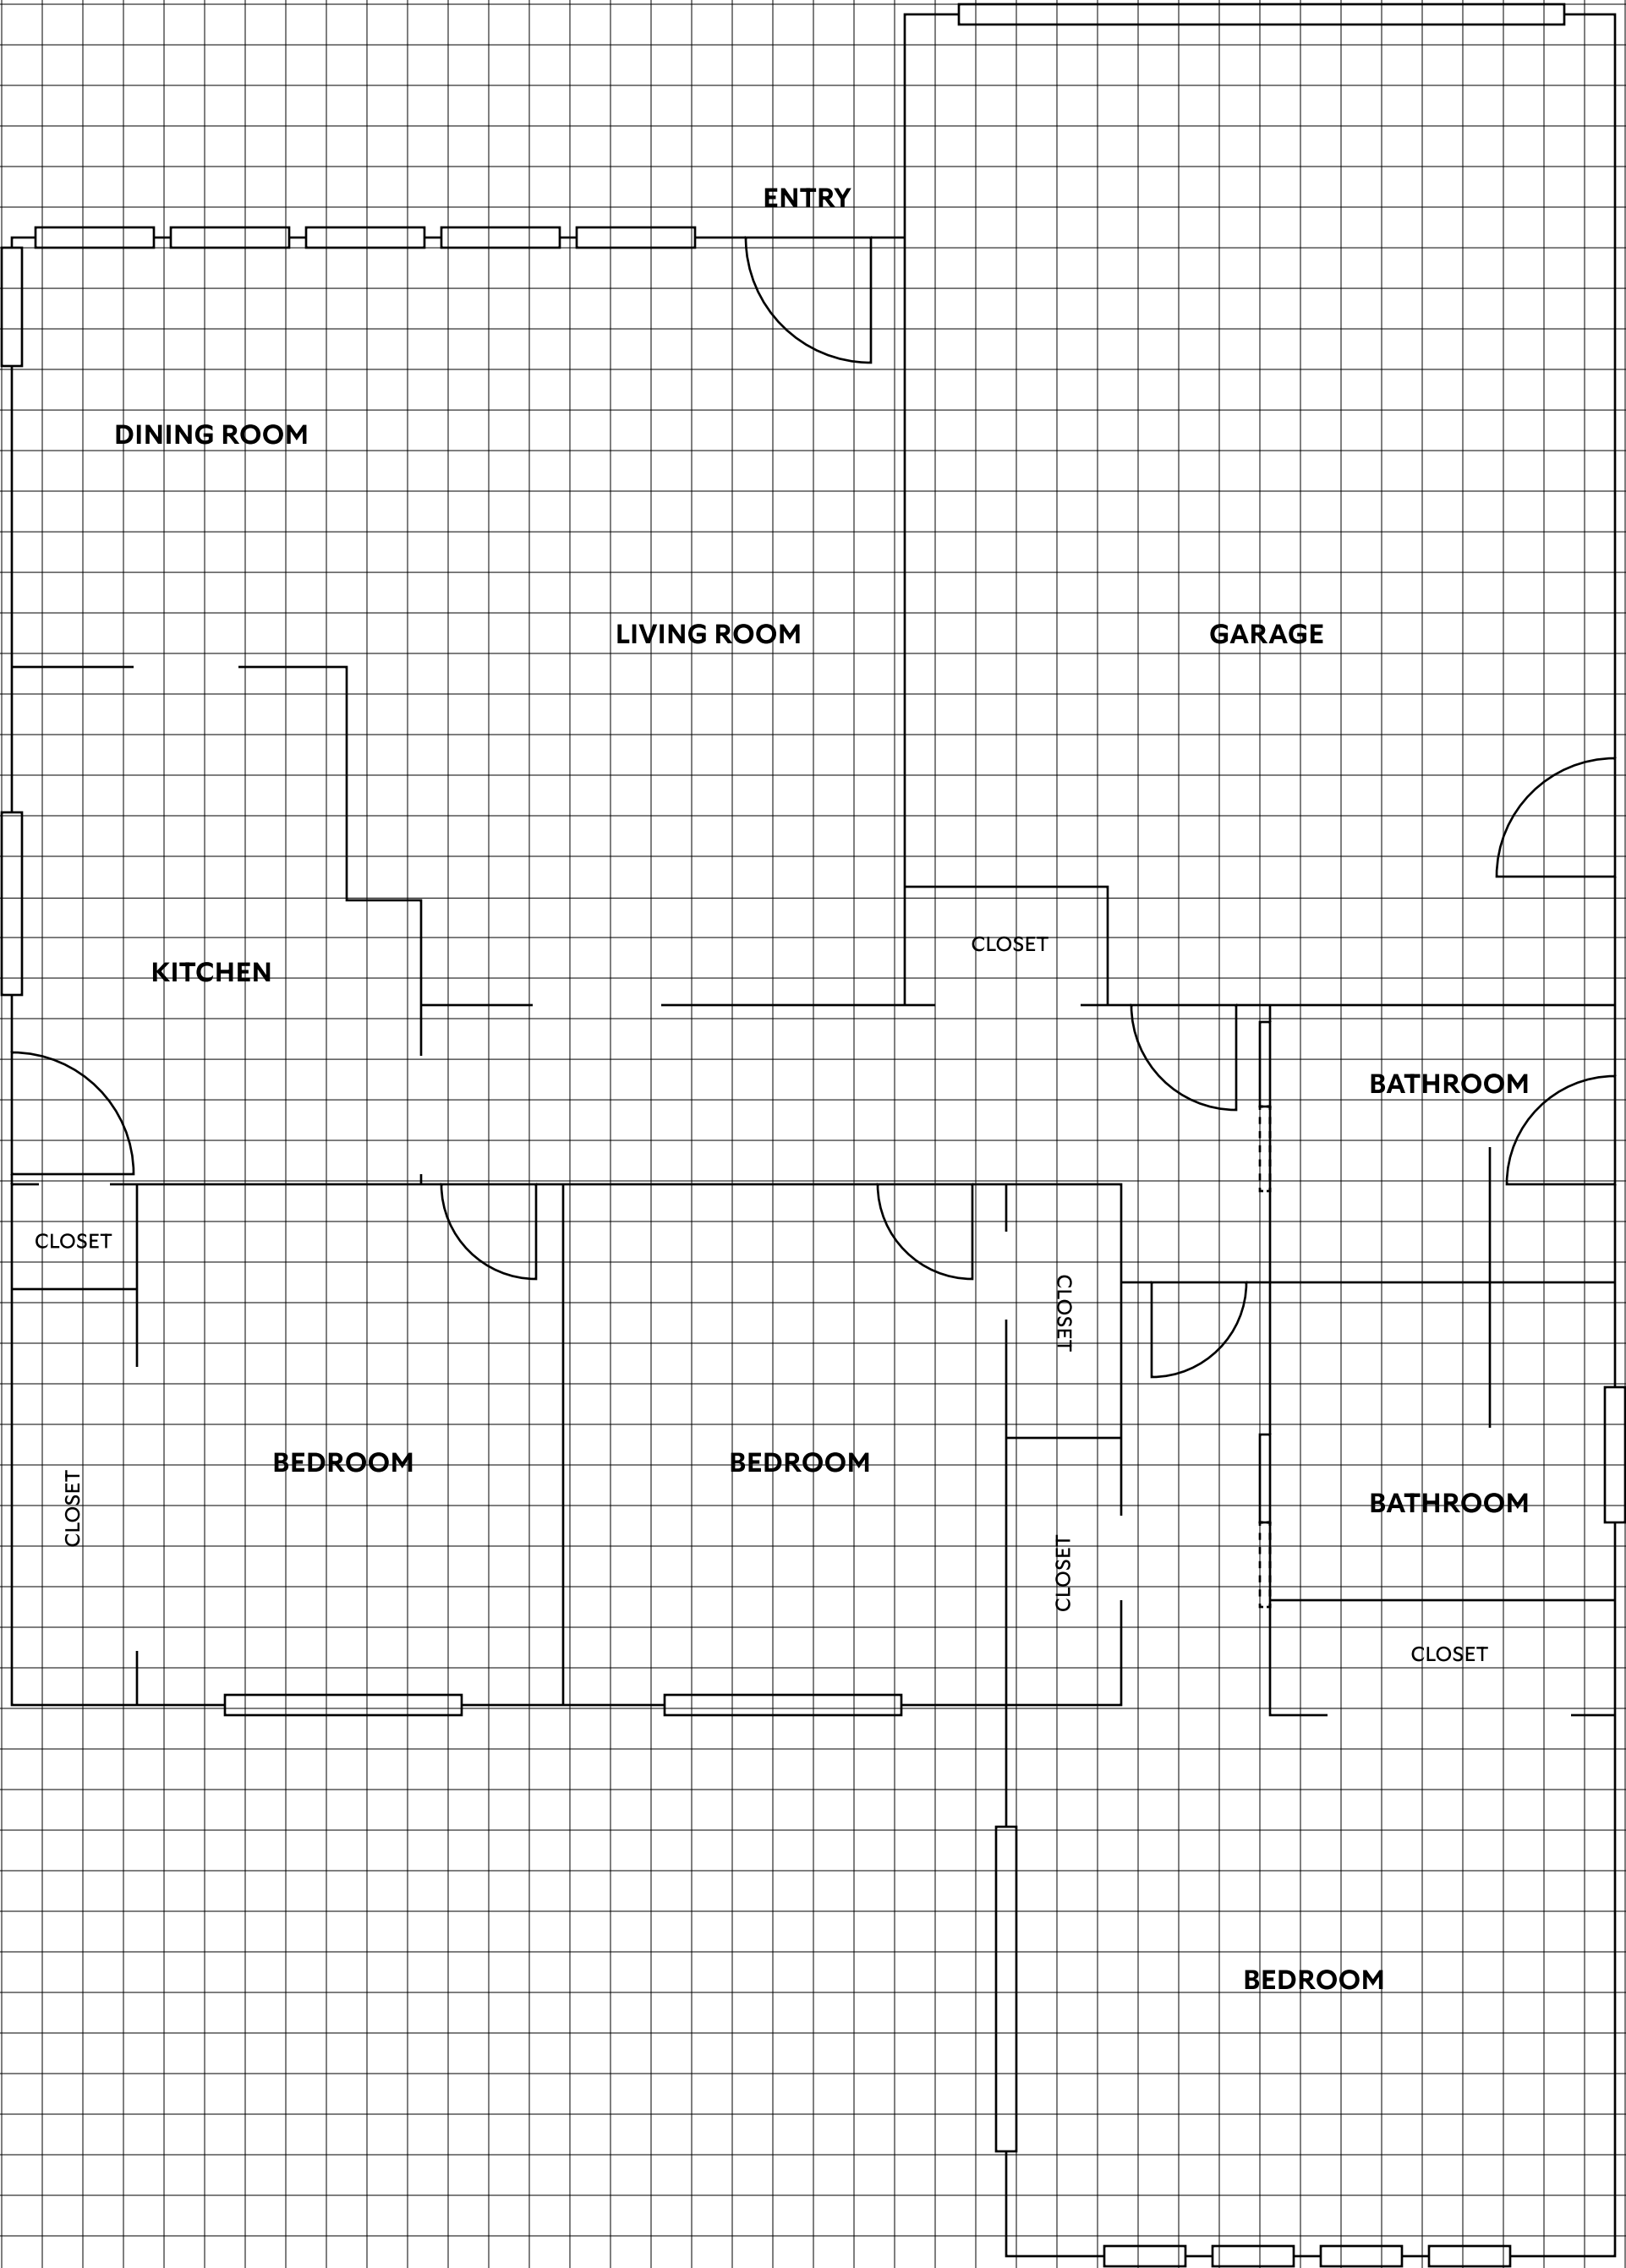 ENTRY
DINING ROOM
LIVING ROOM
GARAGE
CLOSET
KITCHEN
BATHROOM
CLOSET
CLOSET
BEDROOM
BEDROOM
CLOSET
CLOSET
BATHROOM
CLOSET
BEDROOM